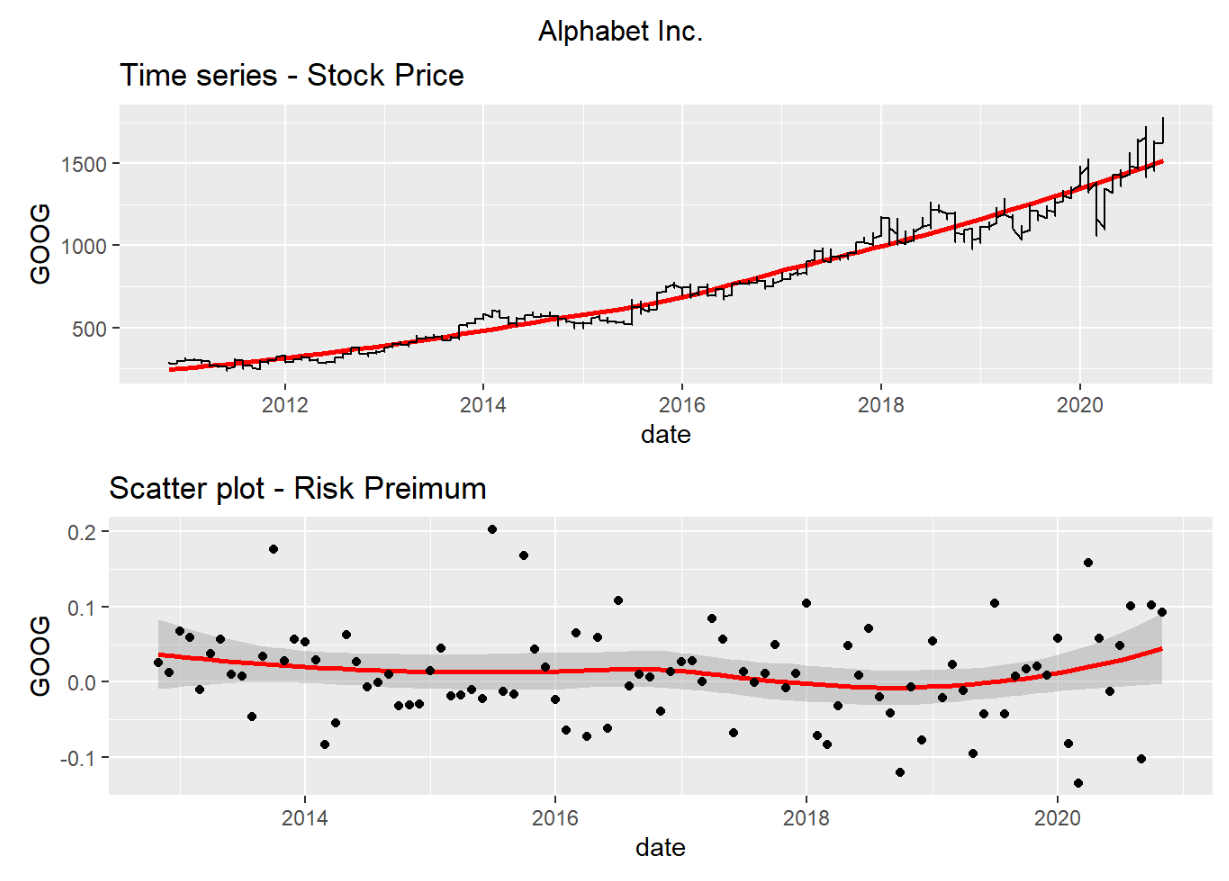 Alphabet Inc.
Time series - Stock Price
1500
1000
500
GOOG
2012 2014 2016 2018 2020
date
Scatter plot - Risk Preimum
0.2
0.1
0.0
-0.1
GOOG
2014 2016 2018 2020
date